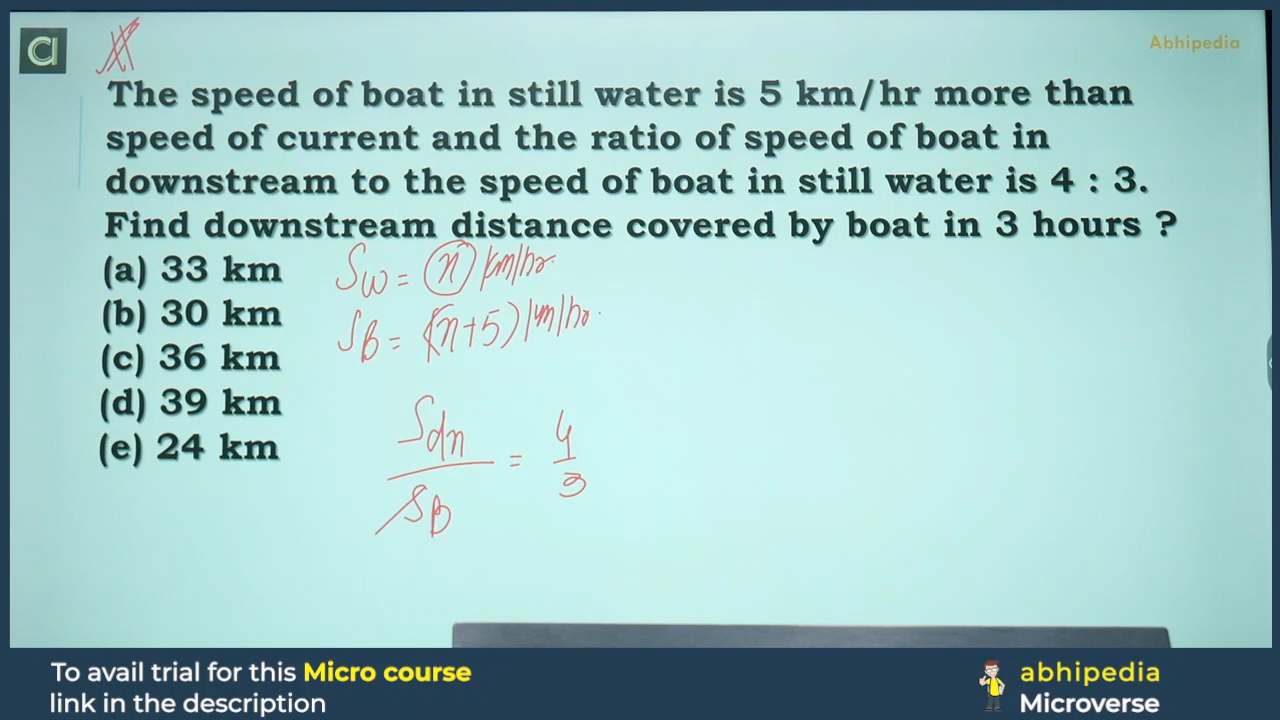 Abhipedia
The speed of boat in still water is 5 km/hr more than
speed of current and the ratio of speed of boat in
downstream to the speed of boat in still water is 4 : 3.
Find downstream distance covered by boat in 3 hours ?
(a) 33 km
(b) 30 km
(c) 36 km
(d) 39 km
(e) 24 km
Sw = x km/hr
SB = (x+5) km/hr.
Sdn
SB
=
4
3
To avail trial for this Micro course
link in the description
abhipedia
Microverse